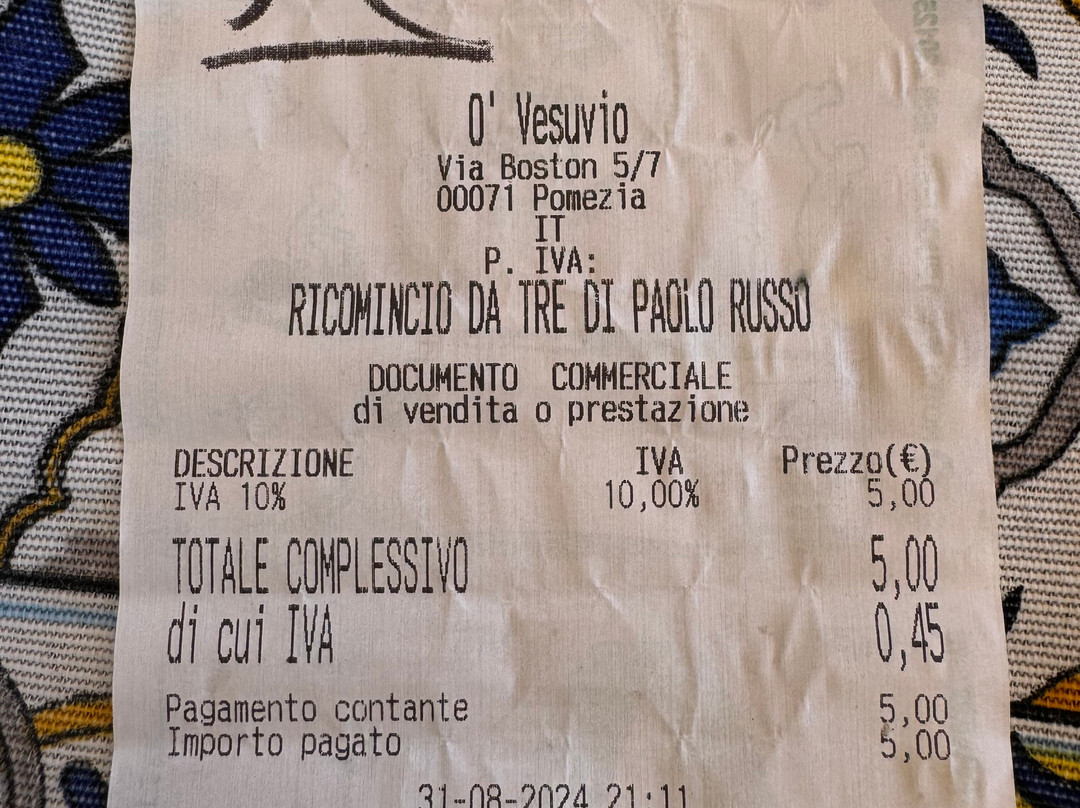 O' Vesuvio
Via Boston 5/7
00071 Pomezia
IT
P. IVA:
RICOMINCIO DA TRE DI PAOLO RUSSO
DOCUMENTO COMMERCIALE
di vendita o prestazione
DESCRIZIONE IVA Prezzo(€)
IVA 10% 10,00% 5,00
TOTALE COMPLESSIVO 5,00
di cui IVA 0,45
Pagamento contante 5,00
Importo pagato 5,00
31-08-2024 21:11